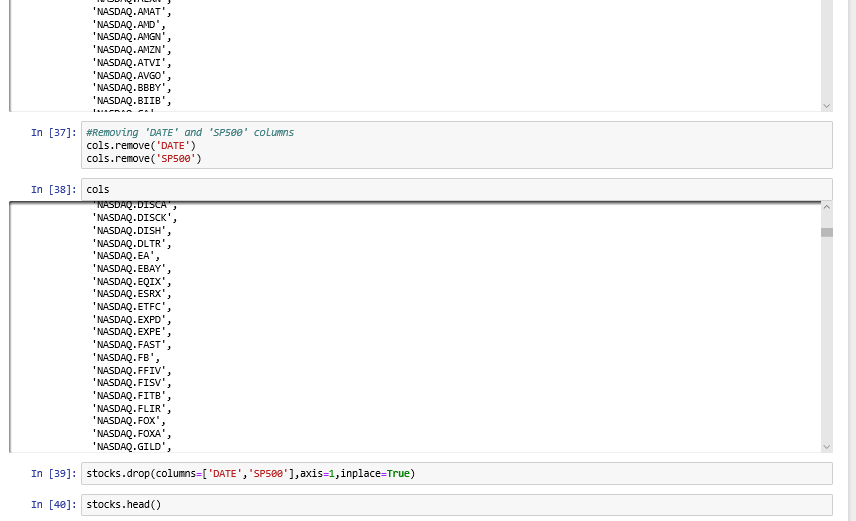 'NASDAQ.AMAT',
'NASDAQ.AMD',
'NASDAQ.AMGN',
'NASDAQ.AMZN',
'NASDAQ.ATVI',
'NASDAQ.AVGO',
'NASDAQ.BBBY',
'NASDAQ.BIIB',
In [37]: #Removing 'DATE' and 'SP500' columns
cols.remove('DATE')
cols.remove('SP500')
In [38]: cols
'NASDAQ.DISCA',
'NASDAQ.DISCK',
'NASDAQ.DISH',
'NASDAQ.DLTR',
'NASDAQ.EA',
'NASDAQ.EBAY',
'NASDAQ.EQIX',
'NASDAQ.ESRX',
'NASDAQ.ETFC',
'NASDAQ.EXPD',
'NASDAQ.EXPE',
'NASDAQ.FAST',
'NASDAQ.FB',
'NASDAQ.FFIV',
'NASDAQ.FISV',
'NASDAQ.FITB',
'NASDAQ.FLIR',
'NASDAQ.FOX',
'NASDAQ.FOXA',
'NASDAQ.GILD',
In [39]: stocks.drop(columns=['DATE','SP500'],axis=1,inplace=True)
In [40]: stocks.head()